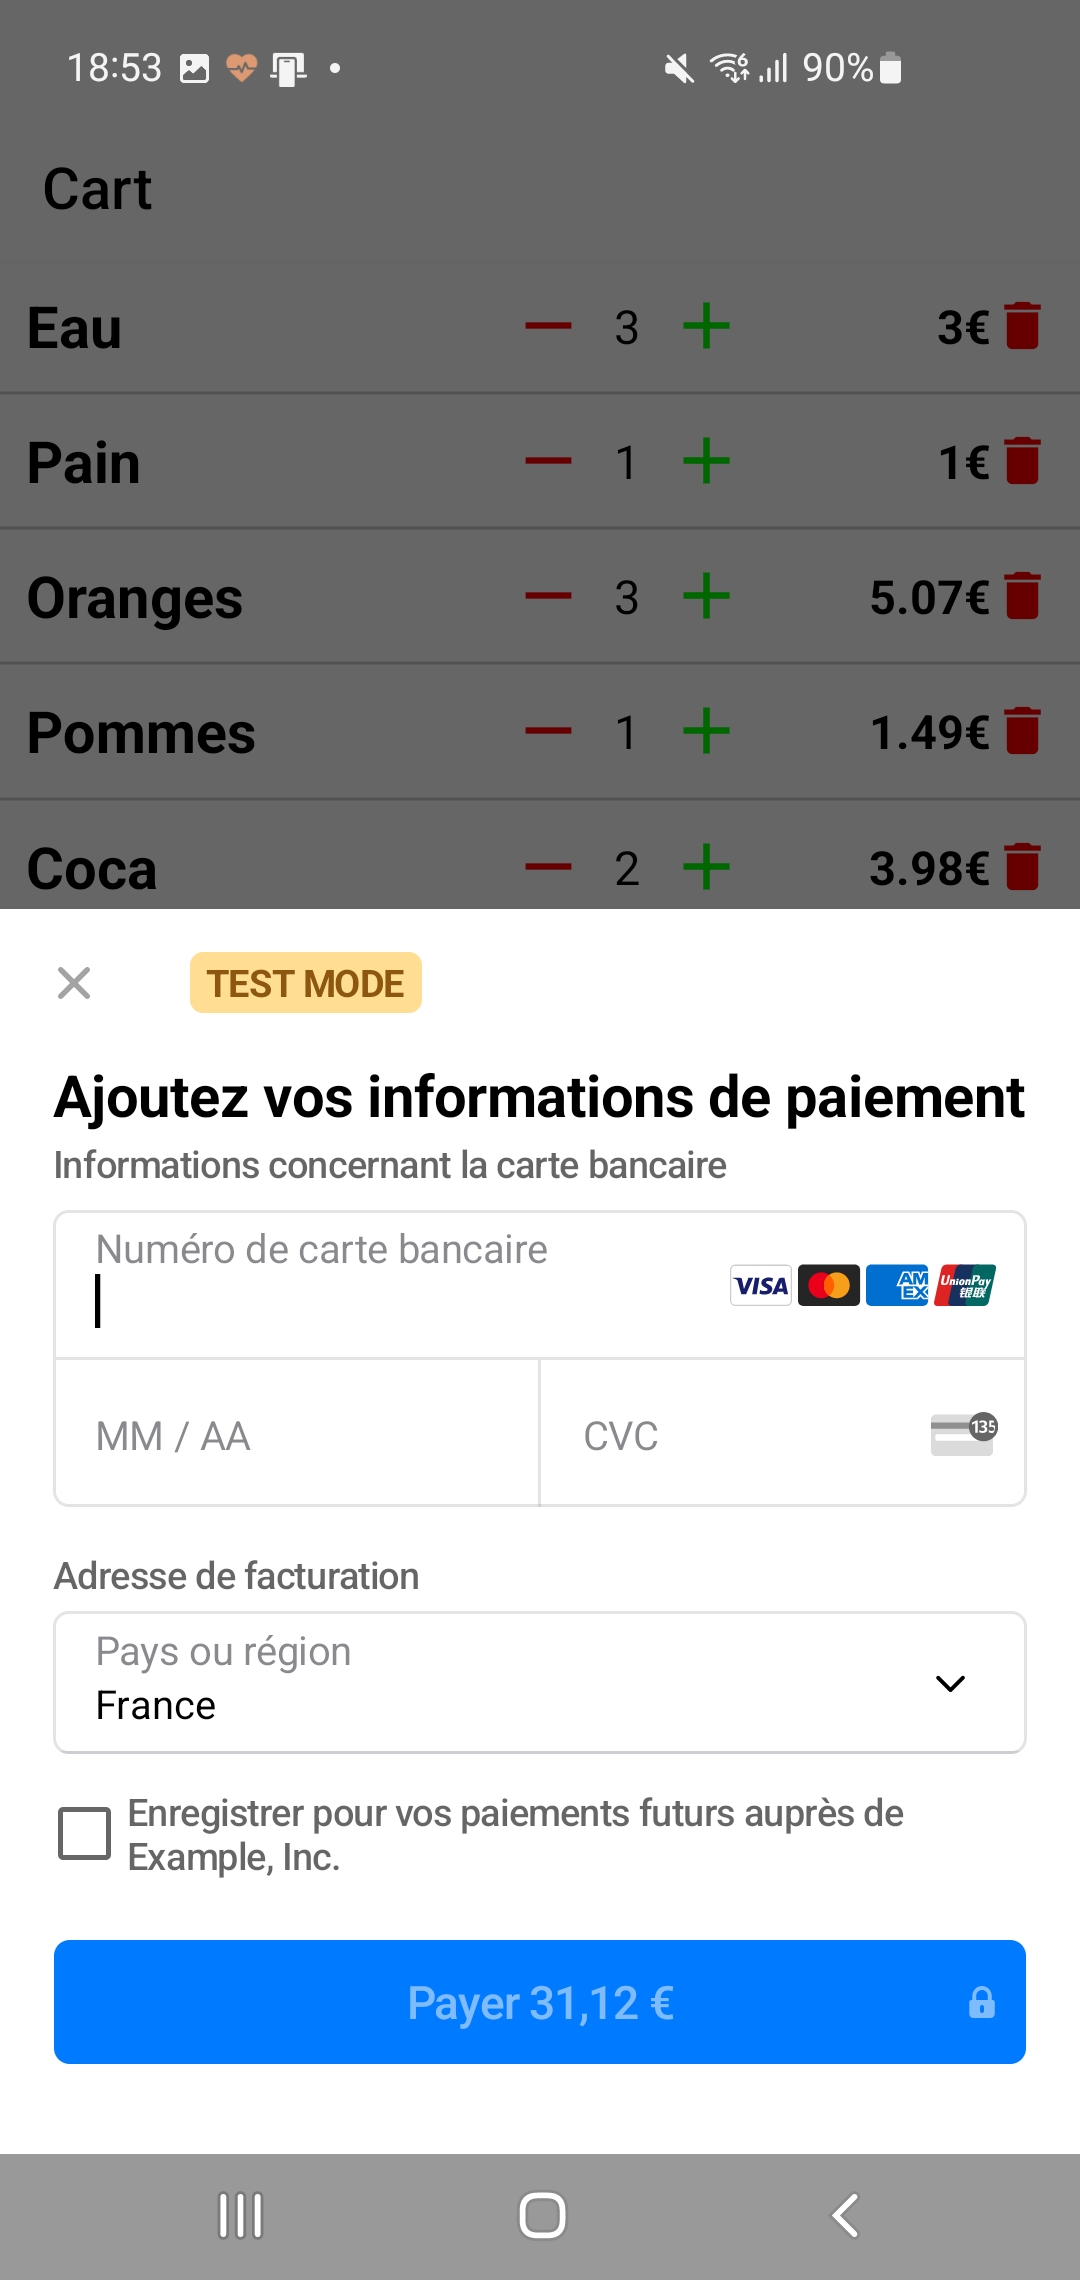 18:53 90%
Cart
Eau 3 3€
Pain 1 1€
Oranges 3 5.07€
Pommes 1 1.49€
Coca 2 3.98€
TEST MODE
Ajoutez vos informations de paiement
Informations concernant la carte bancaire
Numéro de carte bancaire
VISA AM EX UnionPay 银联
MM / AA CVC 135
Adresse de facturation
Pays ou région
France
Enregistrer pour vos paiements futurs auprès de
Example, Inc.
Payer 31,12 €